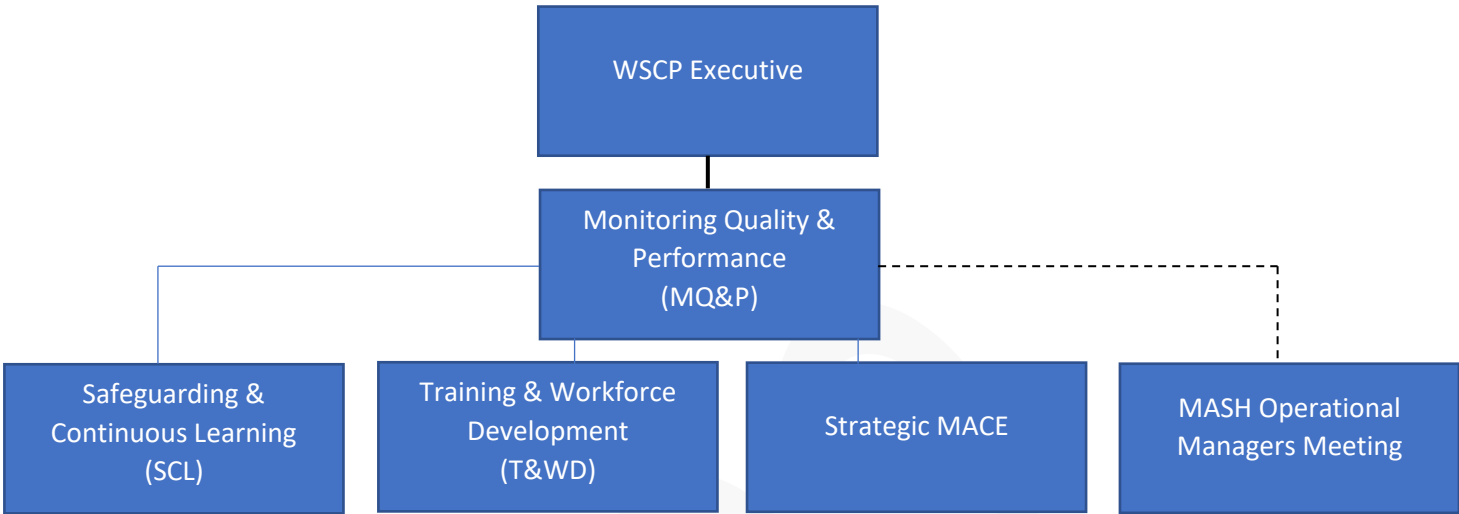 WSCP Executive
Monitoring Quality &
Performance
(MQ&P)
Safeguarding &
Continuous Learning
(SCL)
Training & Workforce
Development
(T&WD)
Strategic MACE
MASH Operational
Managers Meeting